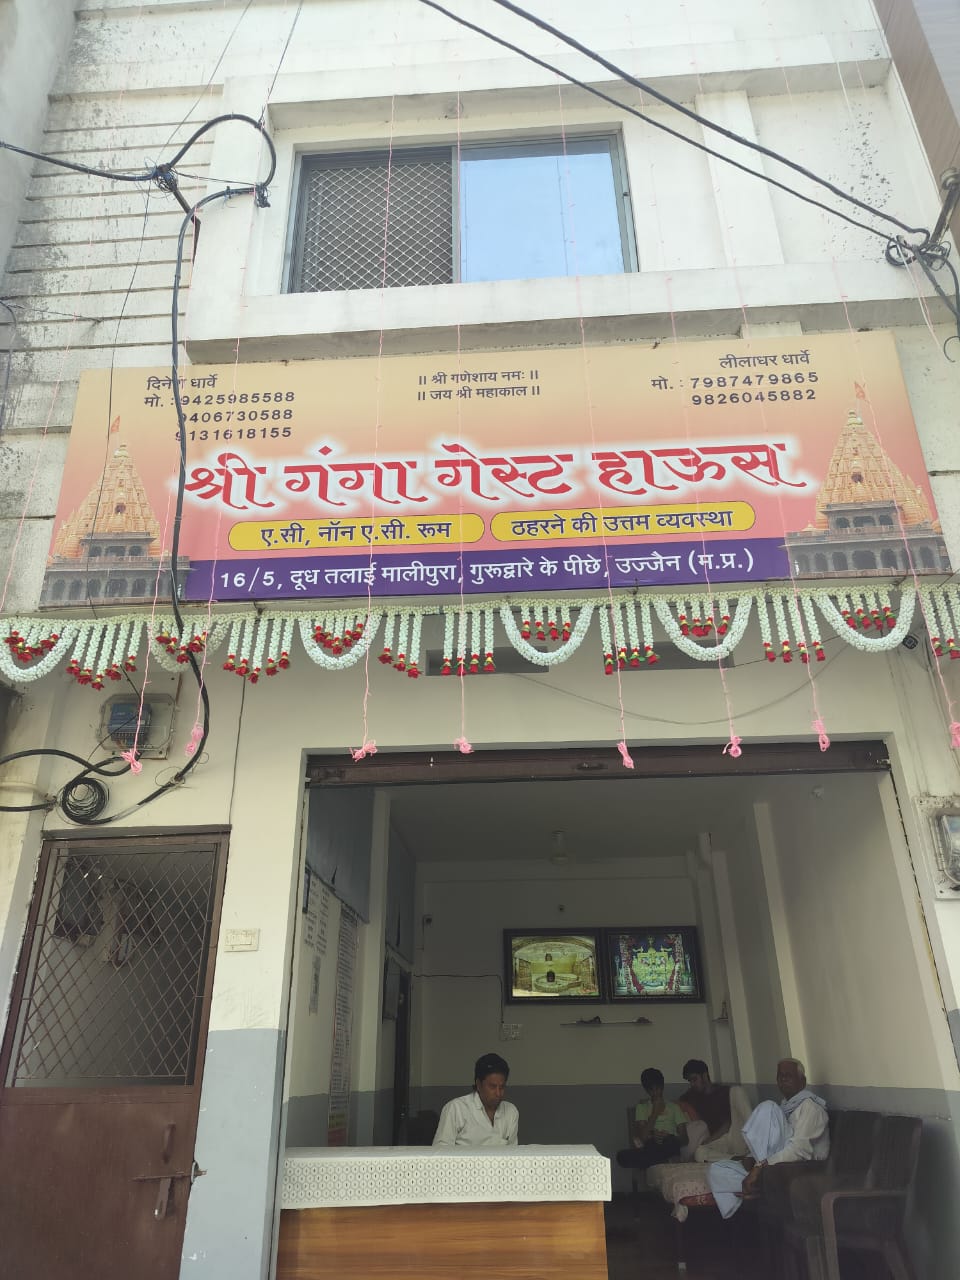 दिनेश धार्वे
मो. : 9425985588
9406730588
9131618155
॥ श्री गणेशाय नमः ॥
॥ जय श्री महाकाल ॥
लीलाधर धार्वे
मो. : 7987479865
9826045882
श्री गंगा गेस्ट हाऊस
ए.सी, नॉन ए.सी. रूम
ठहरने की उत्तम व्यवस्था
16/5, दूध तलाई मालीपुरा, गुरूद्वारे के पीछे, उज्जैन (म.प्र.)